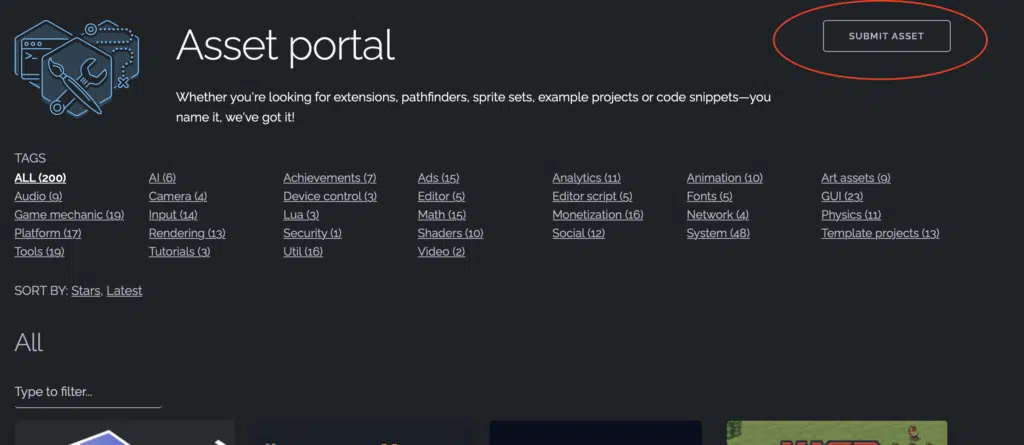 Asset portal
SUBMIT ASSET
Whether you're looking for extensions, pathfinders, sprite sets, example projects or code snippets—you
name it, we've got it!
TAGS
ALL (200) AI (6) Achievements (7) Ads (15) Analytics (11) Animation (10) Art assets (9)
Audio (9) Camera (4) Device control (3) Editor (5) Editor script (5) Fonts (5) GUI (23)
Game mechanic (19) Input (14) Lua (3) Math (15) Monetization (16) Network (4) Physics (11)
Platform (17) Rendering (13) Security (1) Shaders (10) Social (12) System (48) Template projects (13)
Tools (19) Tutorials (3) Util (16) Video (2)
SORT BY: Stars, Latest
All
Type to filter...